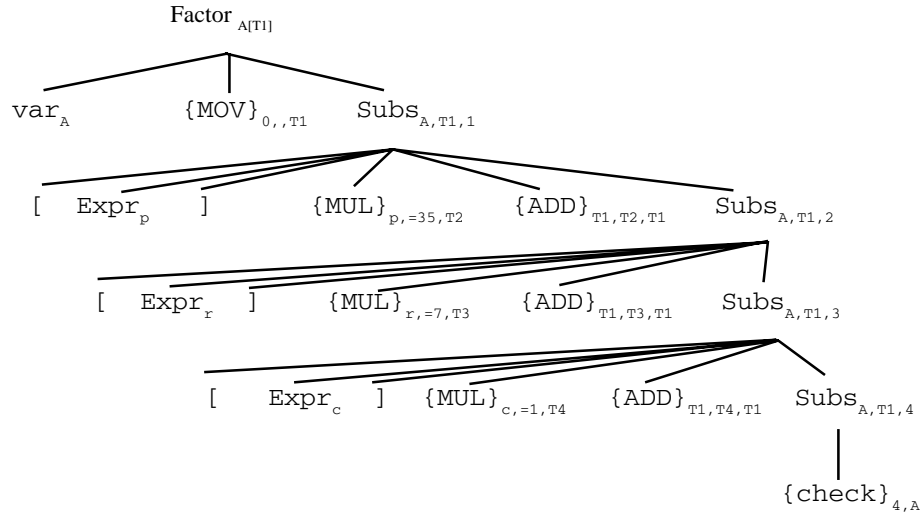 Factor A[T1]
var A {MOV} 0,,T1 Subs A,T1,1
[ Expr p ] {MUL} p,=35,T2 {ADD} T1,T2,T1 Subs A,T1,2
[ Expr r ] {MUL} r,=7,T3 {ADD} T1,T3,T1 Subs A,T1,3
[ Expr c ] {MUL} c,=1,T4 {ADD} T1,T4,T1 Subs A,T1,4
{check} 4,A